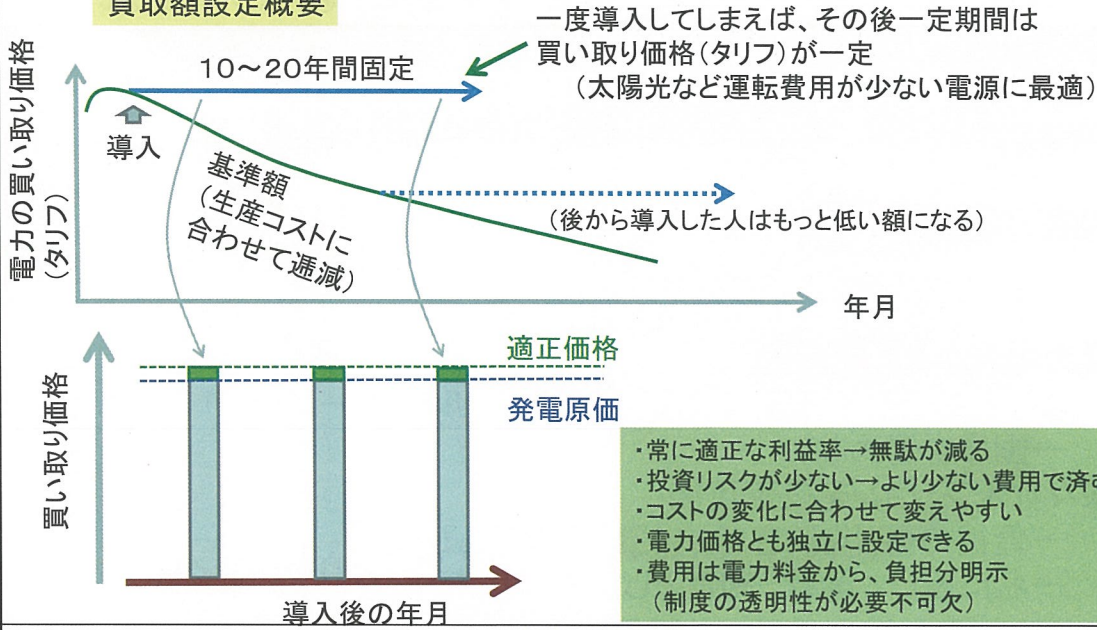 買取額設定概要
一度導入してしまえば、その後一定期間は
買い取り価格(タリフ)が一定
(太陽光など運転費用が少ない電源に最適)
10～20年間固定
電力の買い取り価格
(タリフ)
導入
基準額
(生産コストに
合わせて逓減)
(後から導入した人はもっと低い額になる)
年月
適正価格
発電原価
買い取り価格
導入後の年月
・常に適正な利益率→無駄が減る
・投資リスクが少ない→より少ない費用で済む
・コストの変化に合わせて変えやすい
・電力価格とも独立に設定できる
・費用は電力料金から、負担分明示
(制度の透明性が必要不可欠)